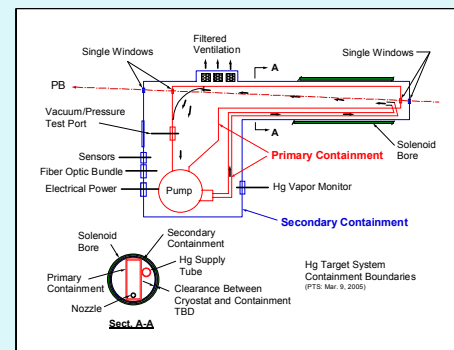 Filtered
Ventilation
Single Windows
A
Single Windows
PB
Vacuum/Pressure
Test Port
A
Solenoid
Bore
Primary Containment
Sensors
Fiber Optic Bundle
Electrical Power
Pump
Hg Vapor Monitor
Secondary Containment
Solenoid
Bore
Secondary
Containment
Hg Supply
Tube
Primary
Containment
Clearance Between
Cryostat and Containment
TBD
Nozzle
Sect. A-A
Hg Target System
Containment Boundaries
(PTS: Mar. 9, 2005)